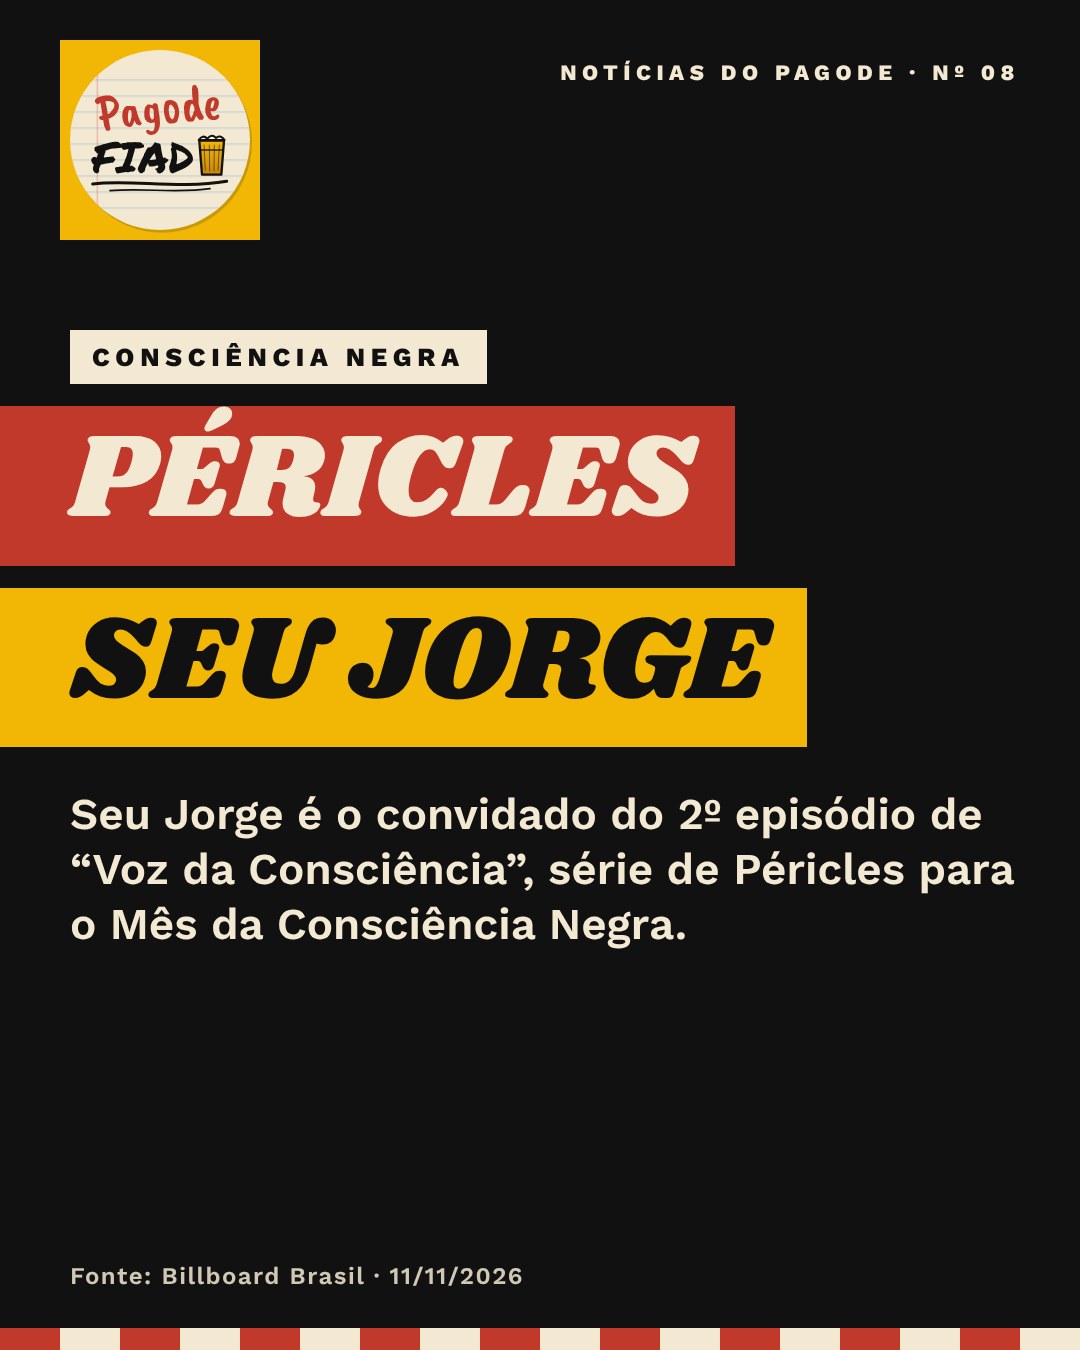 Pagode
FIADO
NOTÍCIAS DO PAGODE · Nº 08
CONSCIÊNCIA NEGRA
PÉRICLES
SEU JORGE
Seu Jorge é o convidado do 2º episódio de
“Voz da Consciência”, série de Péricles para
o Mês da Consciência Negra.
Fonte: Billboard Brasil · 11/11/2026